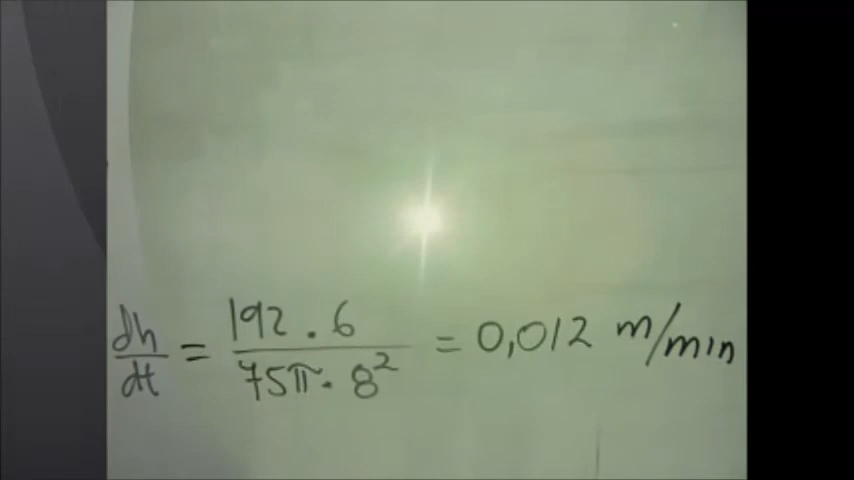 dh/dt = 192 . 6 / 75π . 8² = 0,012 m/min